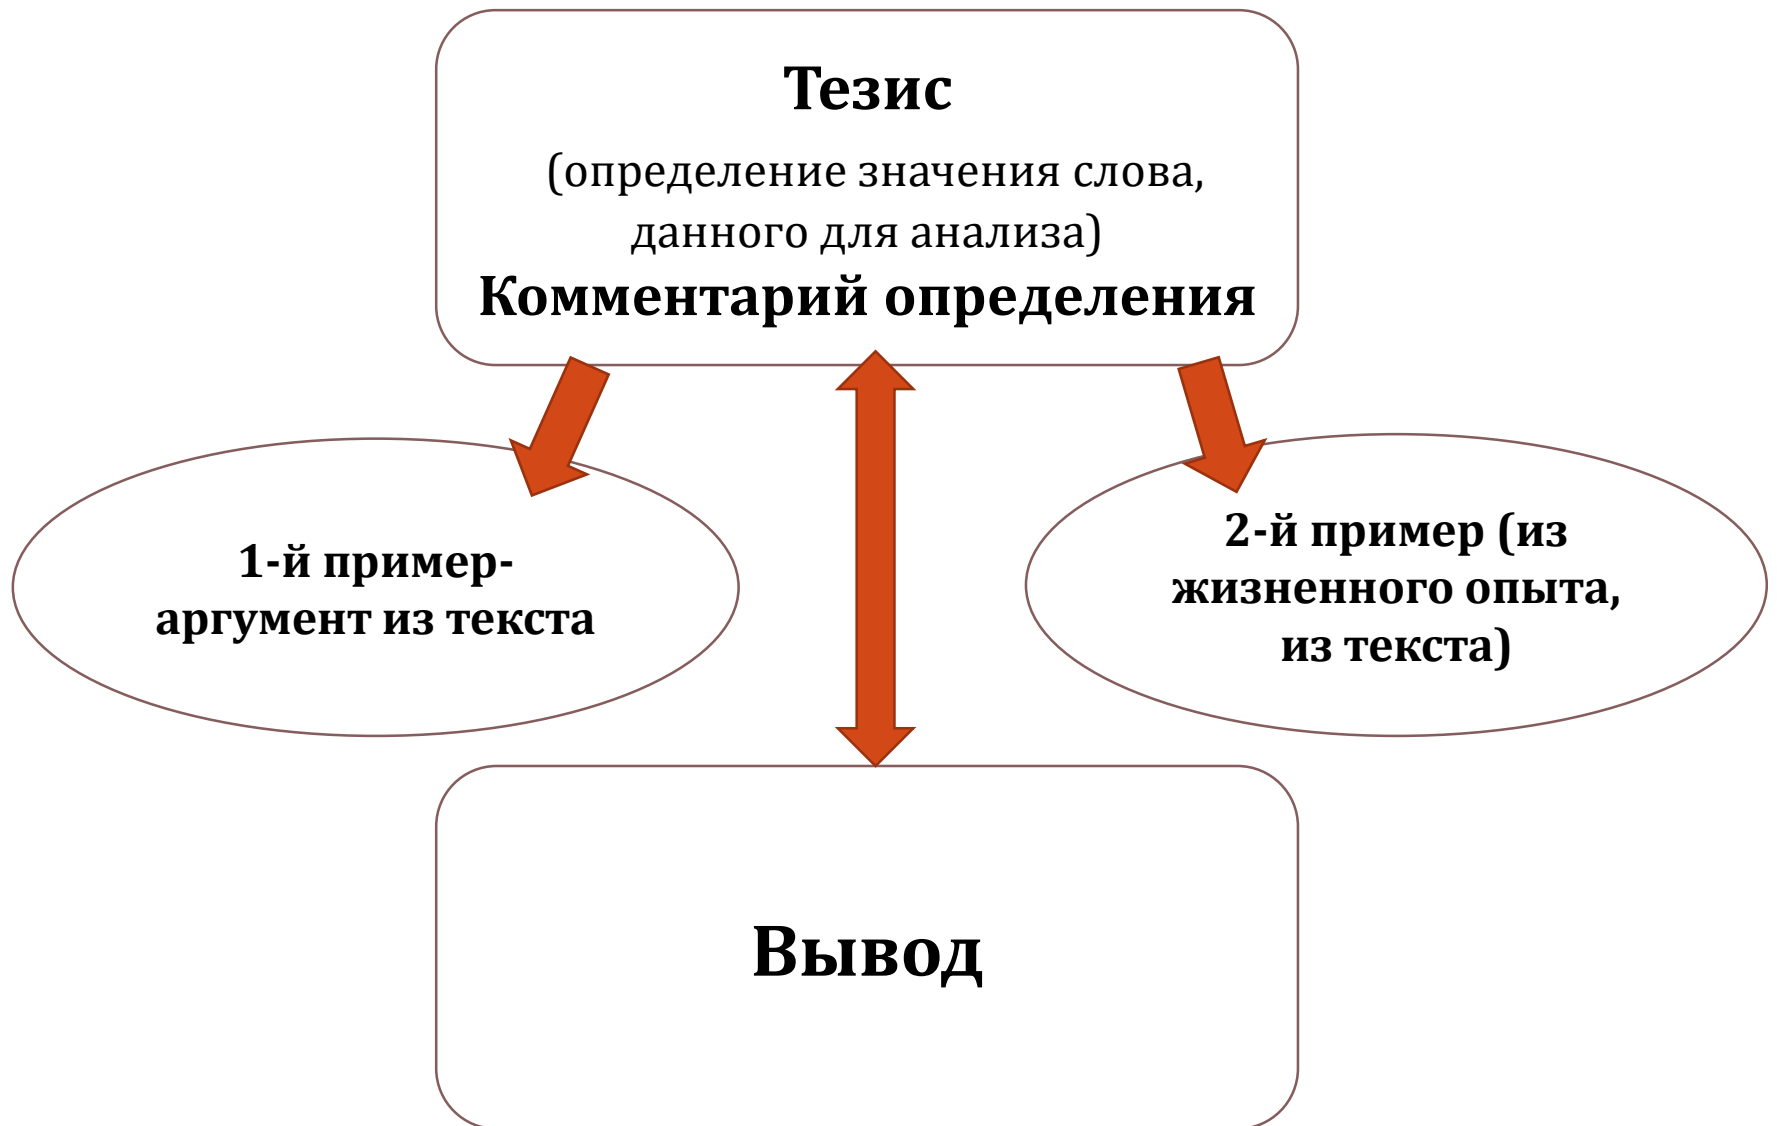 Тезис
(определение значения слова,
данного для анализа)
Комментарий определения
1-й пример-
аргумент из текста
2-й пример (из
жизненного опыта,
из текста)
Вывод